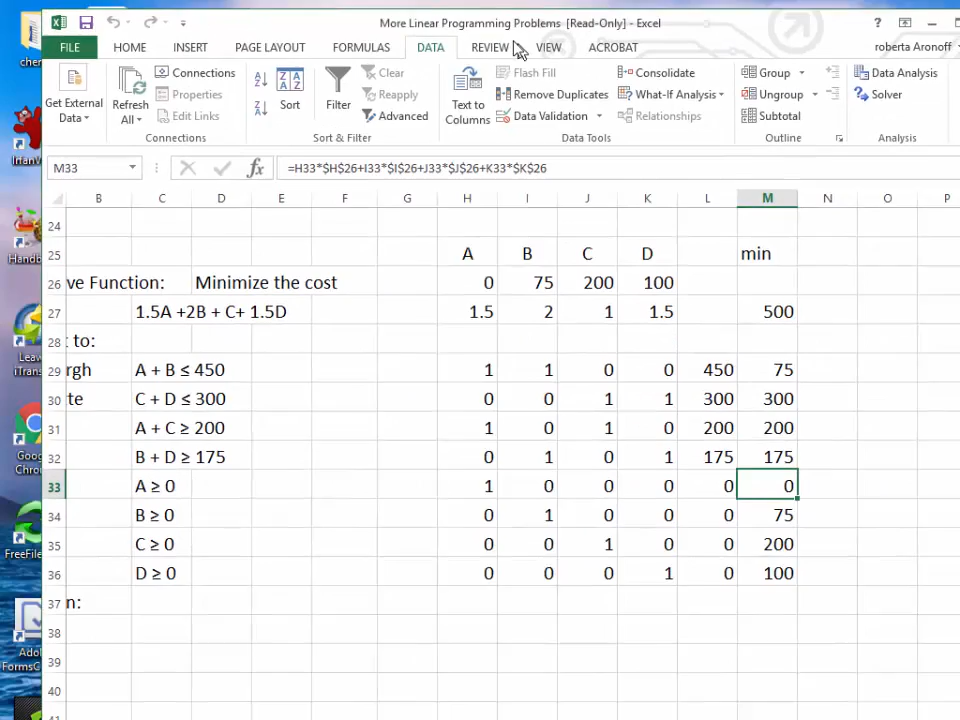 More Linear Programming Problems [Read-Only] - Excel
FILE HOME INSERT PAGE LAYOUT FORMULAS DATA REVIEW VIEW ACROBAT roberta Aronoff
Get External Data
Refresh All
Connections
Properties
Edit Links
Connections
Sort
Filter
Clear
Reapply
Advanced
Sort & Filter
Text to Columns
Flash Fill
Remove Duplicates
Data Validation
Consolidate
What-If Analysis
Relationships
Data Tools
Group
Ungroup
Subtotal
Outline
Data Analysis
Solver
Analysis
M33 fx =H33*$H$26+I33*$I$26+J33*$J$26+K33*$K$26
B C D E F G H I J K L M N O P
24
25 A B C D min
26 ve Function: Minimize the cost 0 75 200 100
27 1.5A +2B + C+ 1.5D 1.5 2 1 1.5 500
28 t to:
29 rgh A + B ≤ 450 1 1 0 0 450 75
30 te C + D ≤ 300 0 0 1 1 300 300
31 A + C ≥ 200 1 0 1 0 200 200
32 B + D ≥ 175 0 1 0 1 175 175
33 A ≥ 0 1 0 0 0 0 0
34 B ≥ 0 0 1 0 0 0 75
35 C ≥ 0 0 0 1 0 0 200
36 D ≥ 0 0 0 0 1 0 100
37 n:
38
39
40
41
cher
IrfanV
Handb
Leaw
iTrans
Goog
Chro
FreeFile
Adol
FormsC